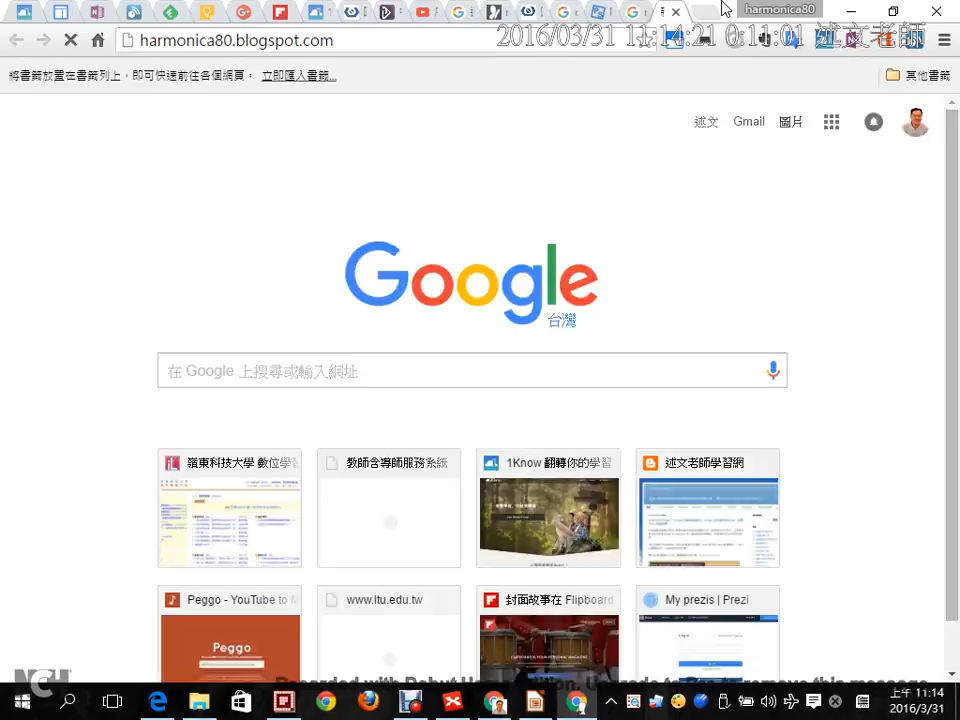 harmonica80
harmonica80.blogspot.com
2016/03/31 11:14:21 0:11:01 述文老師
將書籤放置在書籤列上，即可快速前往各個網頁。 立即匯入書籤...
其他書籤
述文 Gmail 圖片
Google
台灣
在 Google 上搜尋或輸入網址
嶺東科技大學 數位學習
教師含導師服務系統
1Know 翻轉你的學習
述文老師學習網
Peggo - YouTube to M
www.ltu.edu.tw
封面故事在 Flipboard
My prezis | Prezi
Peggo
NCH
上午 11:14
2016/3/31